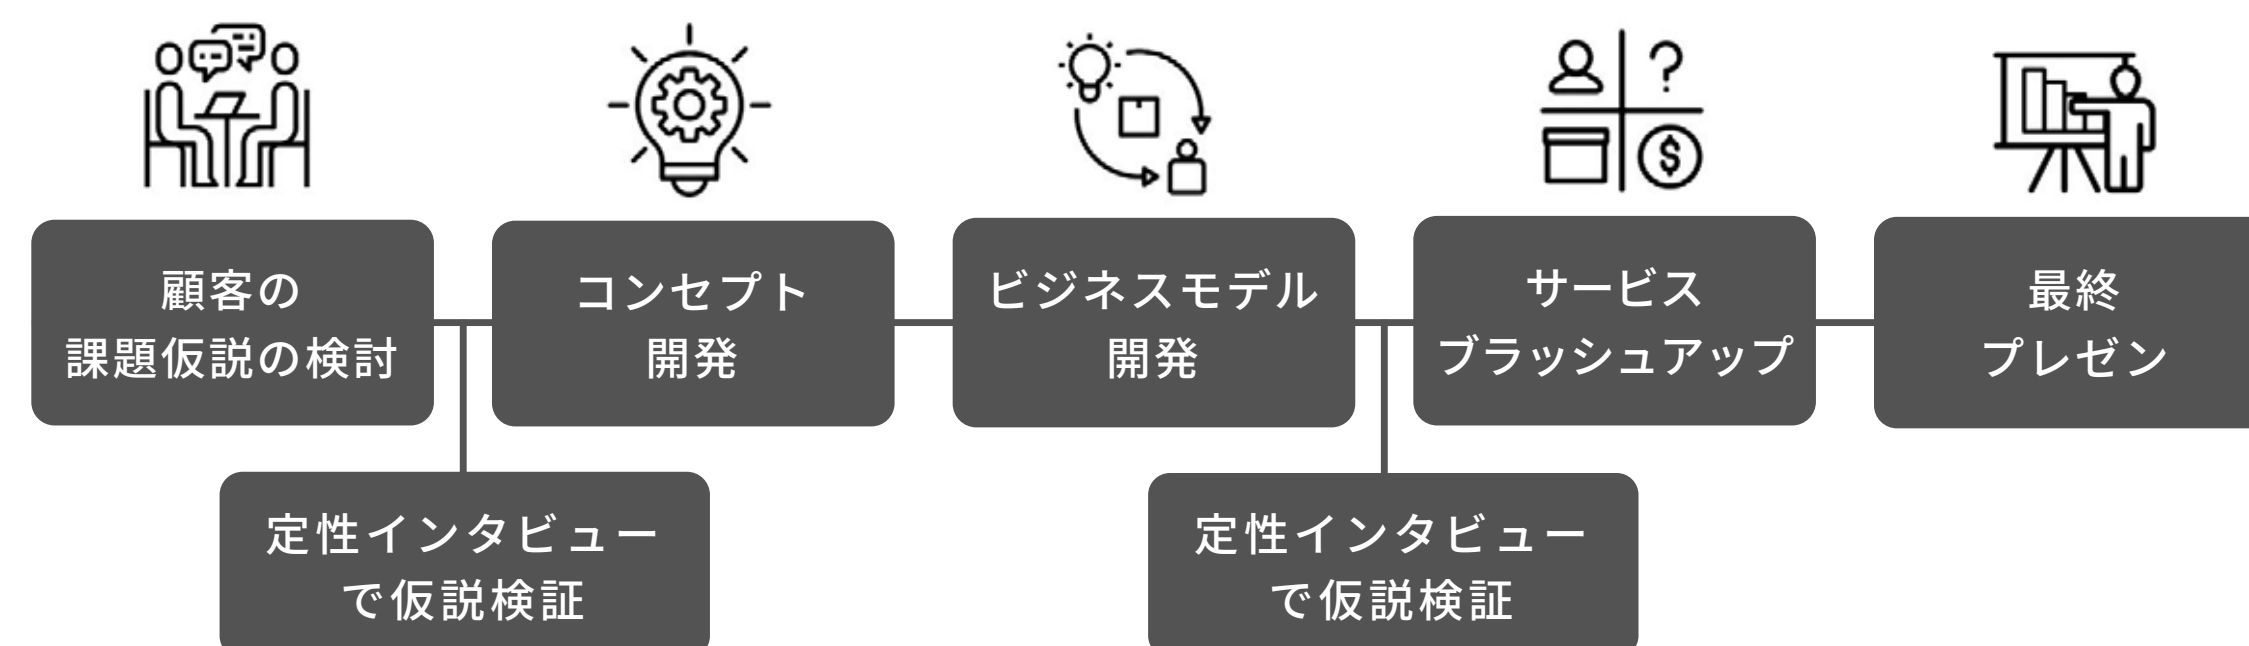 顧客の
課題仮説の検討
コンセプト
開発
ビジネスモデル
開発
サービス
ブラッシュアップ
最終
プレゼン
定性インタビュー
で仮説検証
定性インタビュー
で仮説検証